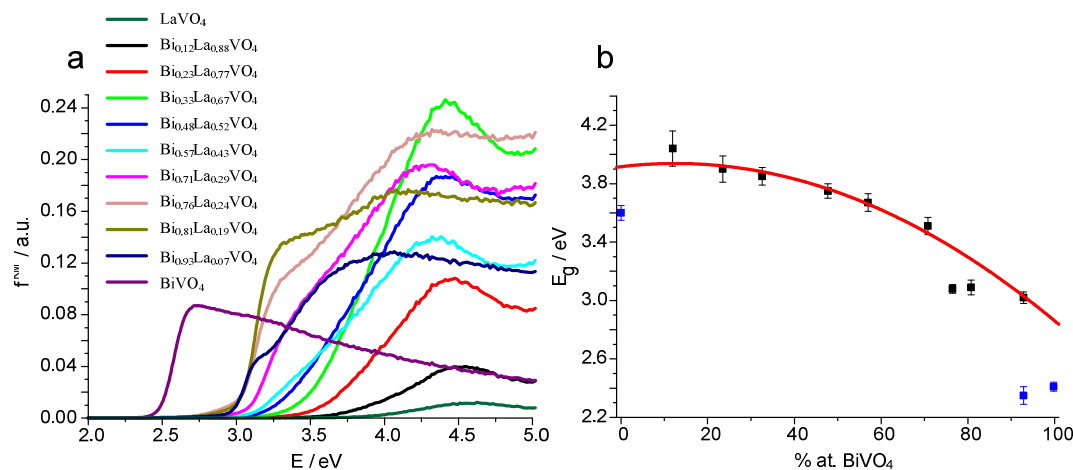 a
LaVO₄
Bi₀.₁₂La₀.₈₈VO₄
Bi₀.₂₃La₀.₇₇VO₄
Bi₀.₃₃La₀.₆₇VO₄
Bi₀.₄₈La₀.₅₂VO₄
Bi₀.₅₇La₀.₄₃VO₄
Bi₀.₇₁La₀.₂₉VO₄
Bi₀.₇₆La₀.₂₄VO₄
Bi₀.₈₁La₀.₁₉VO₄
Bi₀.₉₃La₀.₀₇VO₄
BiVO₄
/ a.u.
0.24
0.20
0.16
0.12
0.08
0.04
0.00
2.0 2.5 3.0 3.5 4.0 4.5 5.0
E / eV
b
E₉ / eV
4.2
3.8
3.4
3.0
2.6
2.2
0 20 40 60 80 100
% at. BiVO₄